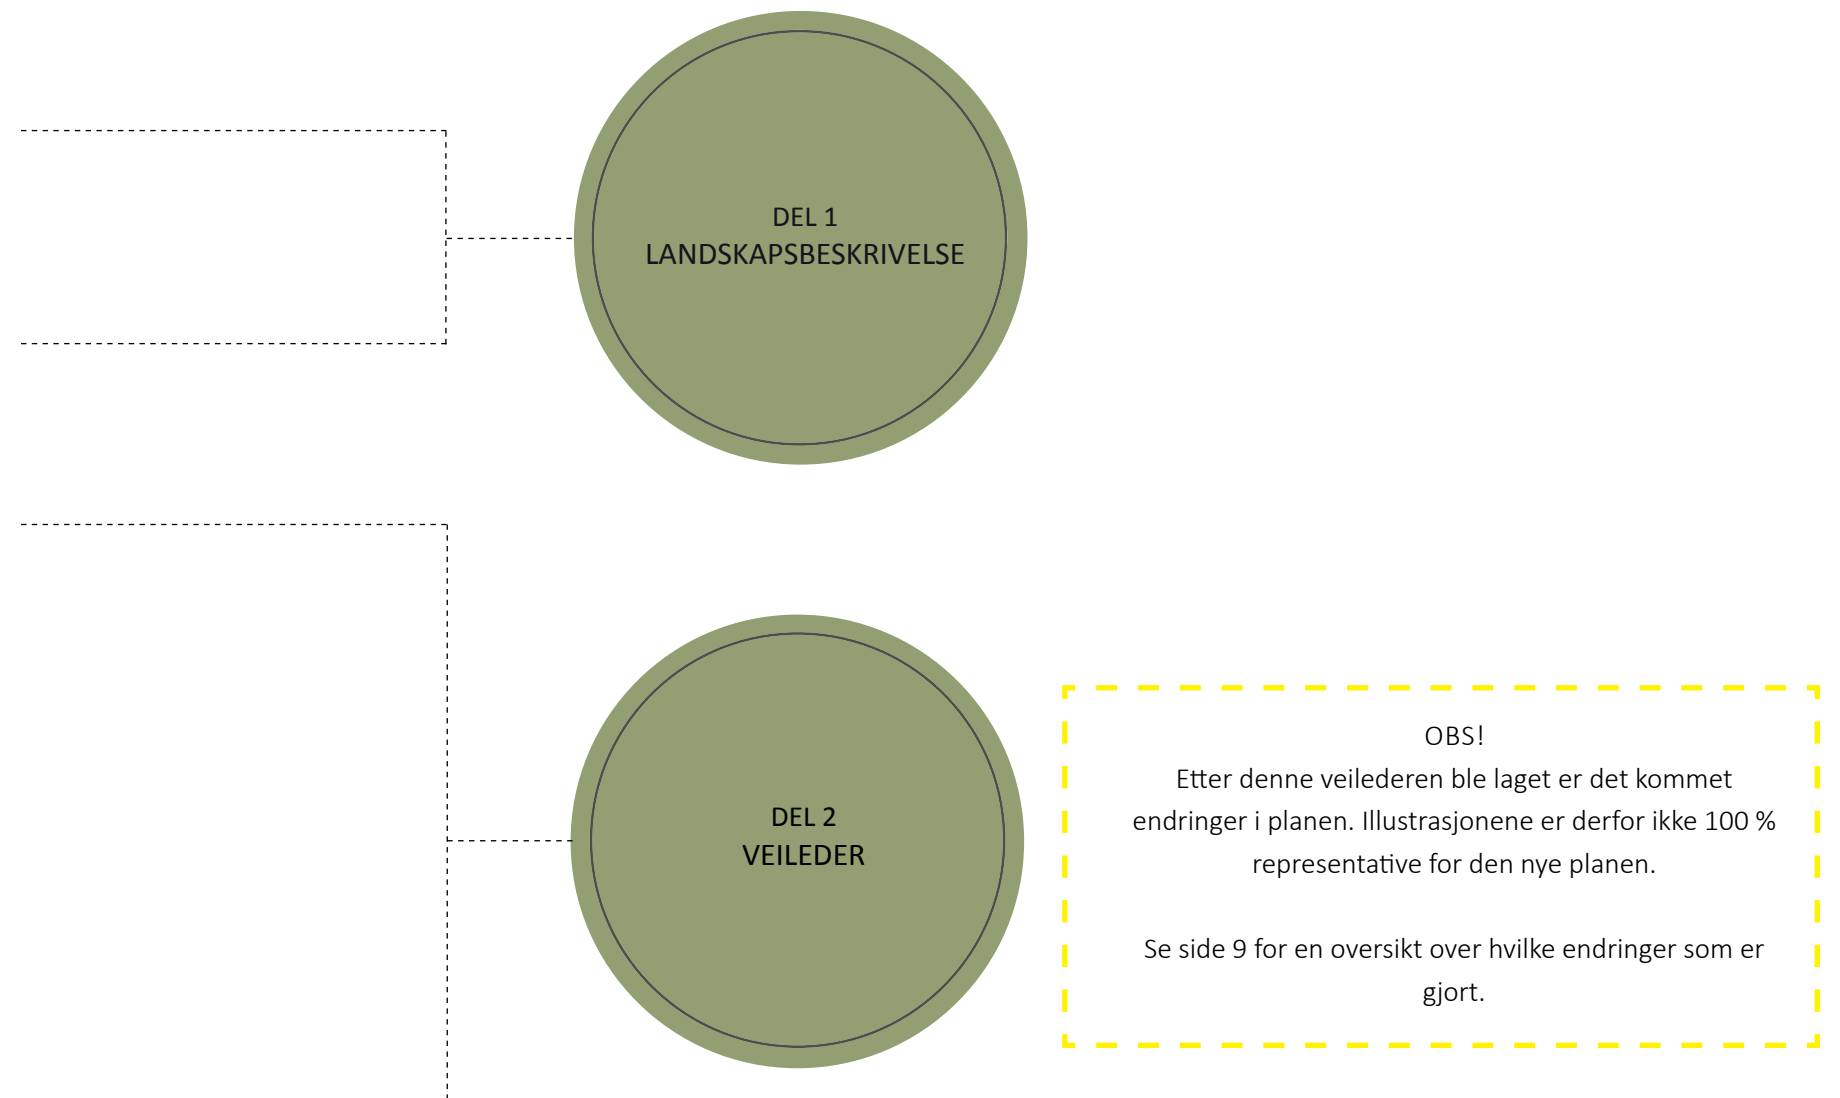 DEL 1
LANDSKAPSBESKRIVELSE
DEL 2
VEILEDER
OBS!
Etter denne veilederen ble laget er det kommet
endringer i planen. Illustrasjonene er derfor ikke 100 %
representative for den nye planen.
Se side 9 for en oversikt over hvilke endringer som er
gjort.